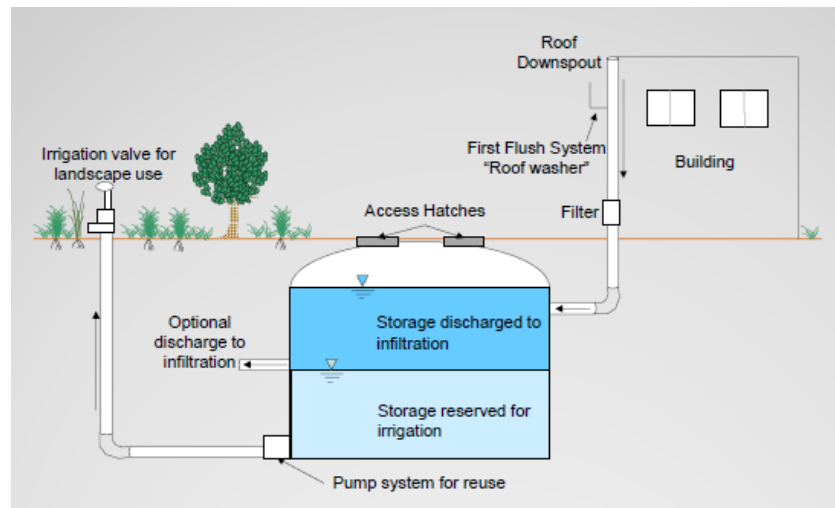 Roof
Downspout
First Flush System
“Roof washer”
Building
Irrigation valve for
landscape use
Access Hatches
Filter
Optional
discharge to
infiltration
Storage discharged to
infiltration
Storage reserved for
irrigation
Pump system for reuse